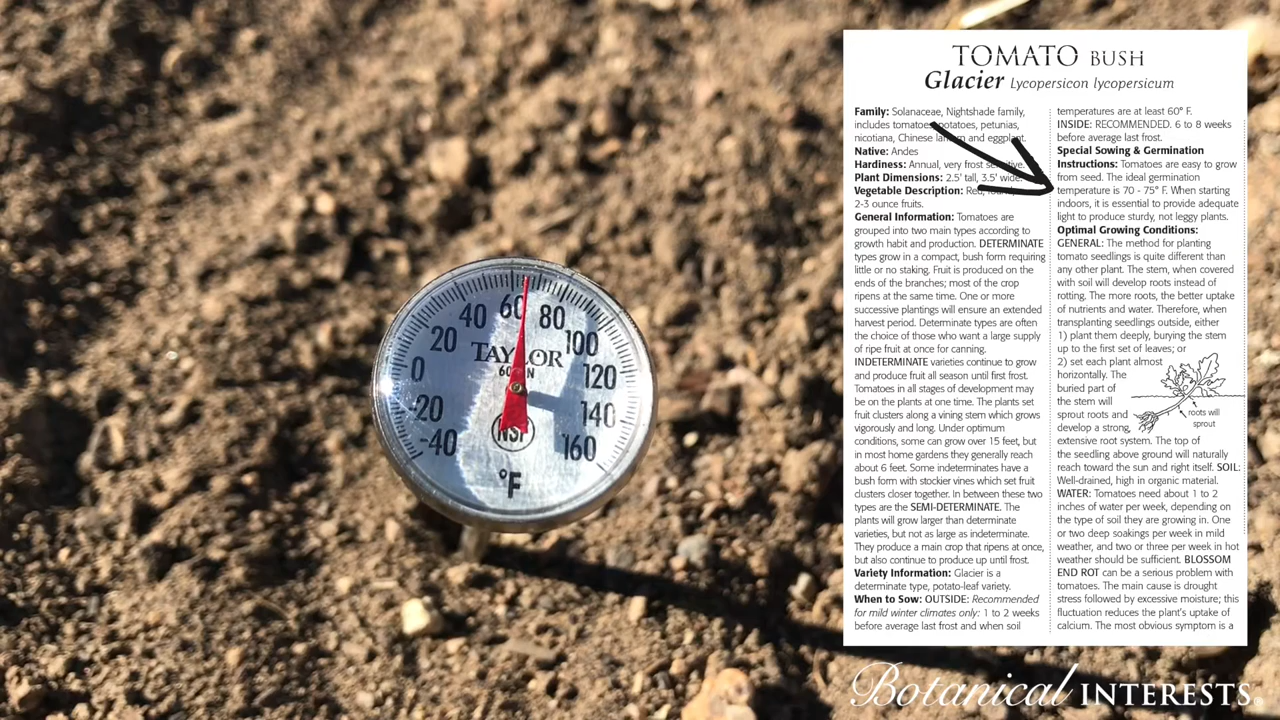 40
60
80
20
100
TAYLOR
0
120
-20
140
NSF
-40
160
°F
TOMATO BUSH
Glacier Lycopersicon lycopersicum
Family: Solanaceae, Nightshade family,
includes tomatoes, potatoes, petunias,
nicotiana, Chinese lantern and eggplant.
Native: Andes
Hardiness: Annual, very frost sensitive.
Plant Dimensions: 2.5' tall, 3.5' wide.
Vegetable Description: Red, round,
2-3 ounce fruits.
General Information: Tomatoes are
grouped into two main types according to
growth habit and production. DETERMINATE
types grow in a compact, bush form requiring
little or no staking. Fruit is produced on the
ends of the branches; most of the crop
ripens at the same time. One or more
successive plantings will ensure an extended
harvest period. Determinate types are often
the choice of those who want a large supply
of ripe fruit at once for canning.
INDETERMINATE varieties continue to grow
and produce fruit all season until first frost.
Tomatoes in all stages of development may
be on the plants at one time. The plants set
fruit clusters along a vining stem which grows
vigorously and long. Under optimum
conditions, some can grow over 15 feet, but
in most home gardens they generally reach
about 6 feet. Some indeterminates have a
bush form with stockier vines which set fruit
clusters closer together. In between these two
types are the SEMI-DETERMINATE. The
plants will grow larger than determinate
varieties, but not as large as indeterminate.
They produce a main crop that ripens at once,
but also continue to produce up until frost.
Variety Information: Glacier is a
determinate type, potato-leaf variety.
When to Sow: OUTSIDE: Recommended
for mild winter climates only: 1 to 2 weeks
before average last frost and when soil
temperatures are at least 60° F.
INSIDE: RECOMMENDED. 6 to 8 weeks
before average last frost.
Special Sowing & Germination
Instructions: Tomatoes are easy to grow
from seed. The ideal germination
temperature is 70 - 75° F. When starting
indoors, it is essential to provide adequate
light to produce sturdy, not leggy plants.
Optimal Growing Conditions:
GENERAL: The method for planting
tomato seedlings is quite different than
any other plant. The stem, when covered
with soil will develop roots instead of
rotting. The more roots, the better uptake
of nutrients and water. Therefore, when
transplanting seedlings outside, either
1) plant them deeply, burying the stem
up to the first set of leaves; or
2) set each plant almost
horizontally. The
buried part of
the stem will
sprout roots and
develop a strong,
roots will
sprout
extensive root system. The top of
the seedling above ground will naturally
reach toward the sun and right itself. SOIL:
Well-drained, high in organic material.
WATER: Tomatoes need about 1 to 2
inches of water per week, depending on
the type of soil they are growing in. One
or two deep soakings per week in mild
weather, and two or three per week in hot
weather should be sufficient. BLOSSOM
END ROT can be a serious problem with
tomatoes. The main cause is drought
stress followed by excessive moisture; this
fluctuation reduces the plant's uptake of
calcium. The most obvious symptom is a
Botanical INTERESTS®